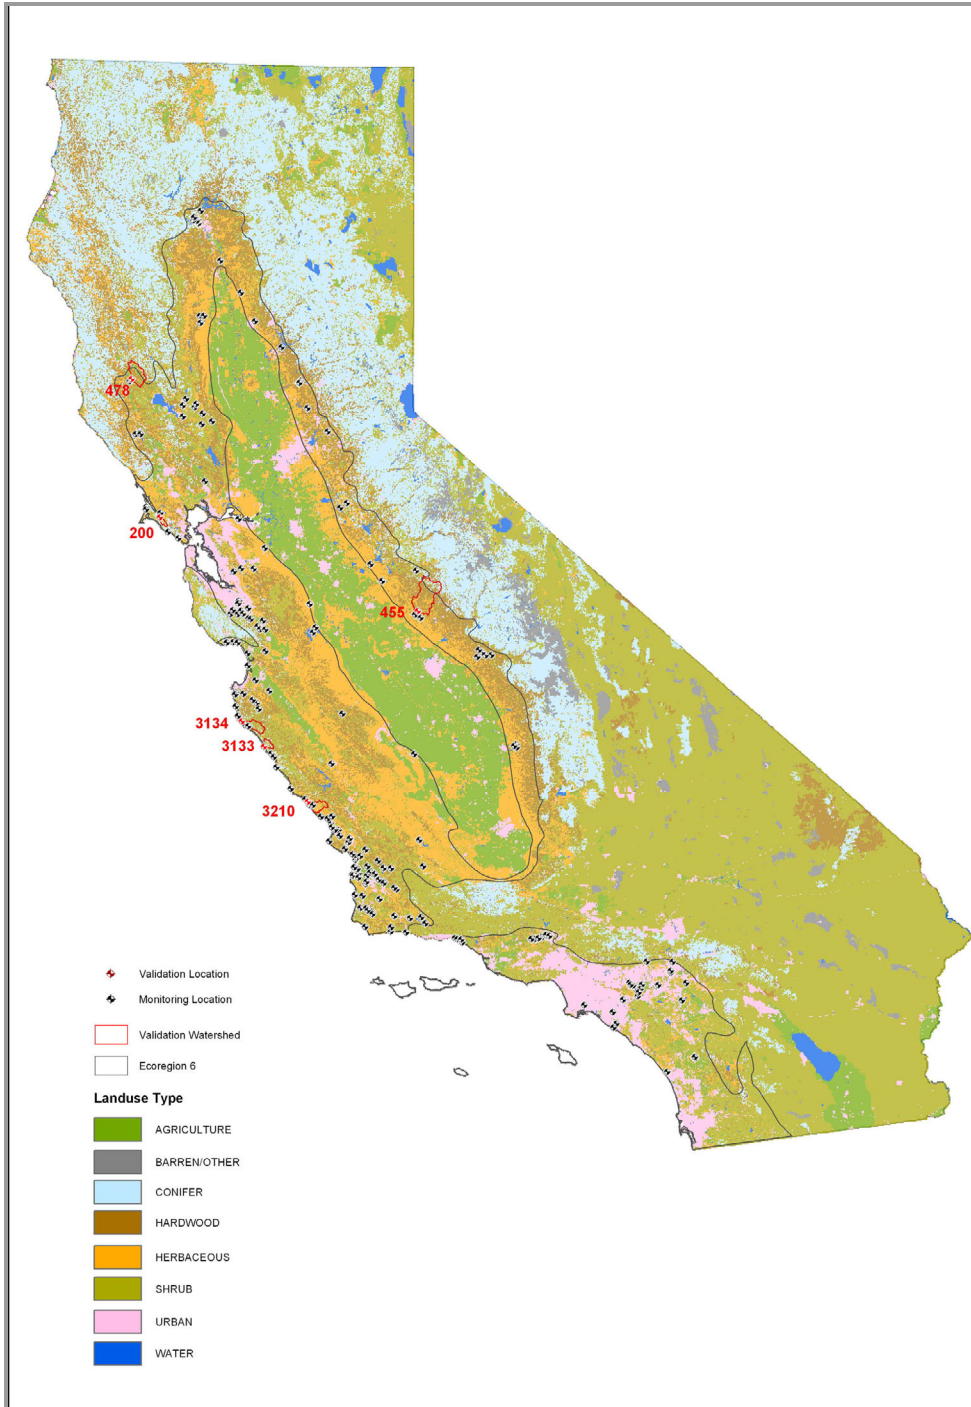 478
200
455
3134
3133
3210
Validation Location
Monitoring Location
Validation Watershed
Ecoregion 6
Landuse Type
AGRICULTURE
BARREN/OTHER
CONIFER
HARDWOOD
HERBACEOUS
SHRUB
URBAN
WATER